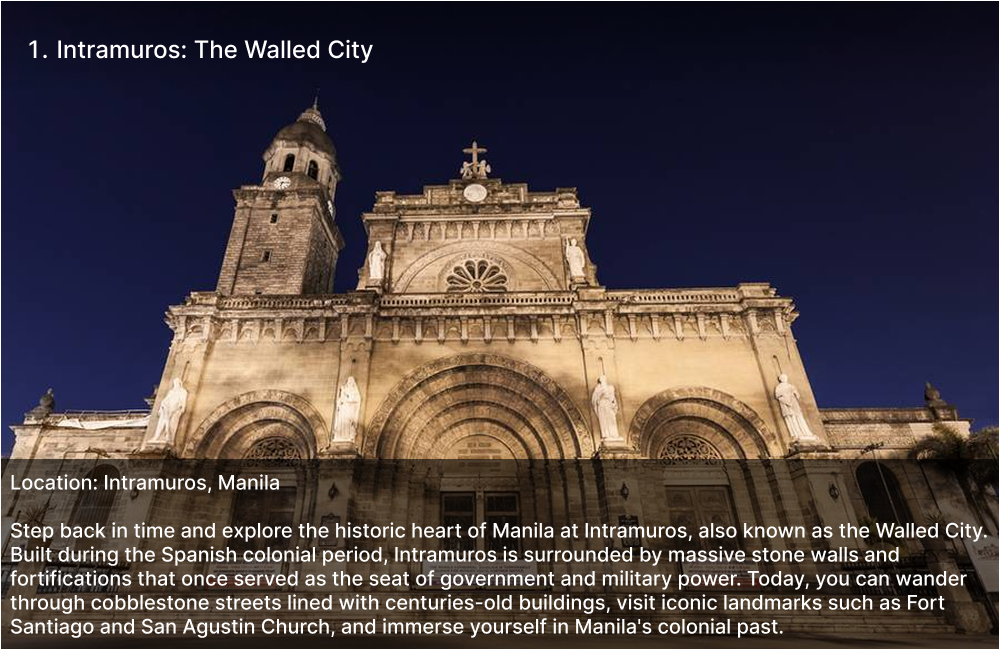 1. Intramuros: The Walled City
Location: Intramuros, Manila
Step back in time and explore the historic heart of Manila at Intramuros, also known as the Walled City.
Built during the Spanish colonial period, Intramuros is surrounded by massive stone walls and
fortifications that once served as the seat of government and military power. Today, you can wander
through cobblestone streets lined with centuries-old buildings, visit iconic landmarks such as Fort
Santiago and San Agustin Church, and immerse yourself in Manila's colonial past.